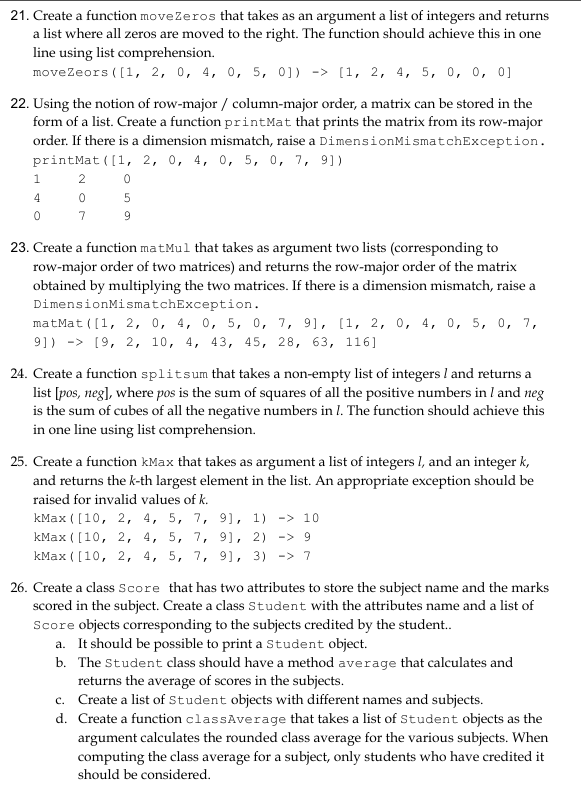 21. Create a function moveZeros that takes as an argument a list of integers and returns
a list where all zeros are moved to the right. The function should achieve this in one
line using list comprehension.
moveZeors([1, 2, 0, 4, 0, 5, 0]) -> [1, 2, 4, 5, 0, 0, 0]
22. Using the notion of row-major / column-major order, a matrix can be stored in the
form of a list. Create a function printMat that prints the matrix from its row-major
order. If there is a dimension mismatch, raise a DimensionMismatchException.
printMat([1, 2, 0, 4, 0, 5, 0, 7, 9])
1 2 0
4 0 5
0 7 9
23. Create a function matMul that takes as argument two lists (corresponding to
row-major order of two matrices) and returns the row-major order of the matrix
obtained by multiplying the two matrices. If there is a dimension mismatch, raise a
DimensionMismatchException.
matMat([1, 2, 0, 4, 0, 5, 0, 7, 9], [1, 2, 0, 4, 0, 5, 0, 7,
9]) -> [9, 2, 10, 4, 43, 45, 28, 63, 116]
24. Create a function splitsum that takes a non-empty list of integers l and returns a
list [pos, neg], where pos is the sum of squares of all the positive numbers in l and neg
is the sum of cubes of all the negative numbers in l. The function should achieve this
in one line using list comprehension.
25. Create a function kMax that takes as argument a list of integers l, and an integer k,
and returns the k-th largest element in the list. An appropriate exception should be
raised for invalid values of k.
kMax([10, 2, 4, 5, 7, 9], 1) -> 10
kMax([10, 2, 4, 5, 7, 9], 2) -> 9
kMax([10, 2, 4, 5, 7, 9], 3) -> 7
26. Create a class Score that has two attributes to store the subject name and the marks
scored in the subject. Create a class Student with the attributes name and a list of
Score objects corresponding to the subjects credited by the student..
a. It should be possible to print a Student object.
b. The Student class should have a method average that calculates and
returns the average of scores in the subjects.
c. Create a list of Student objects with different names and subjects.
d. Create a function classAverage that takes a list of Student objects as the
argument calculates the rounded class average for the various subjects. When
computing the class average for a subject, only students who have credited it
should be considered.